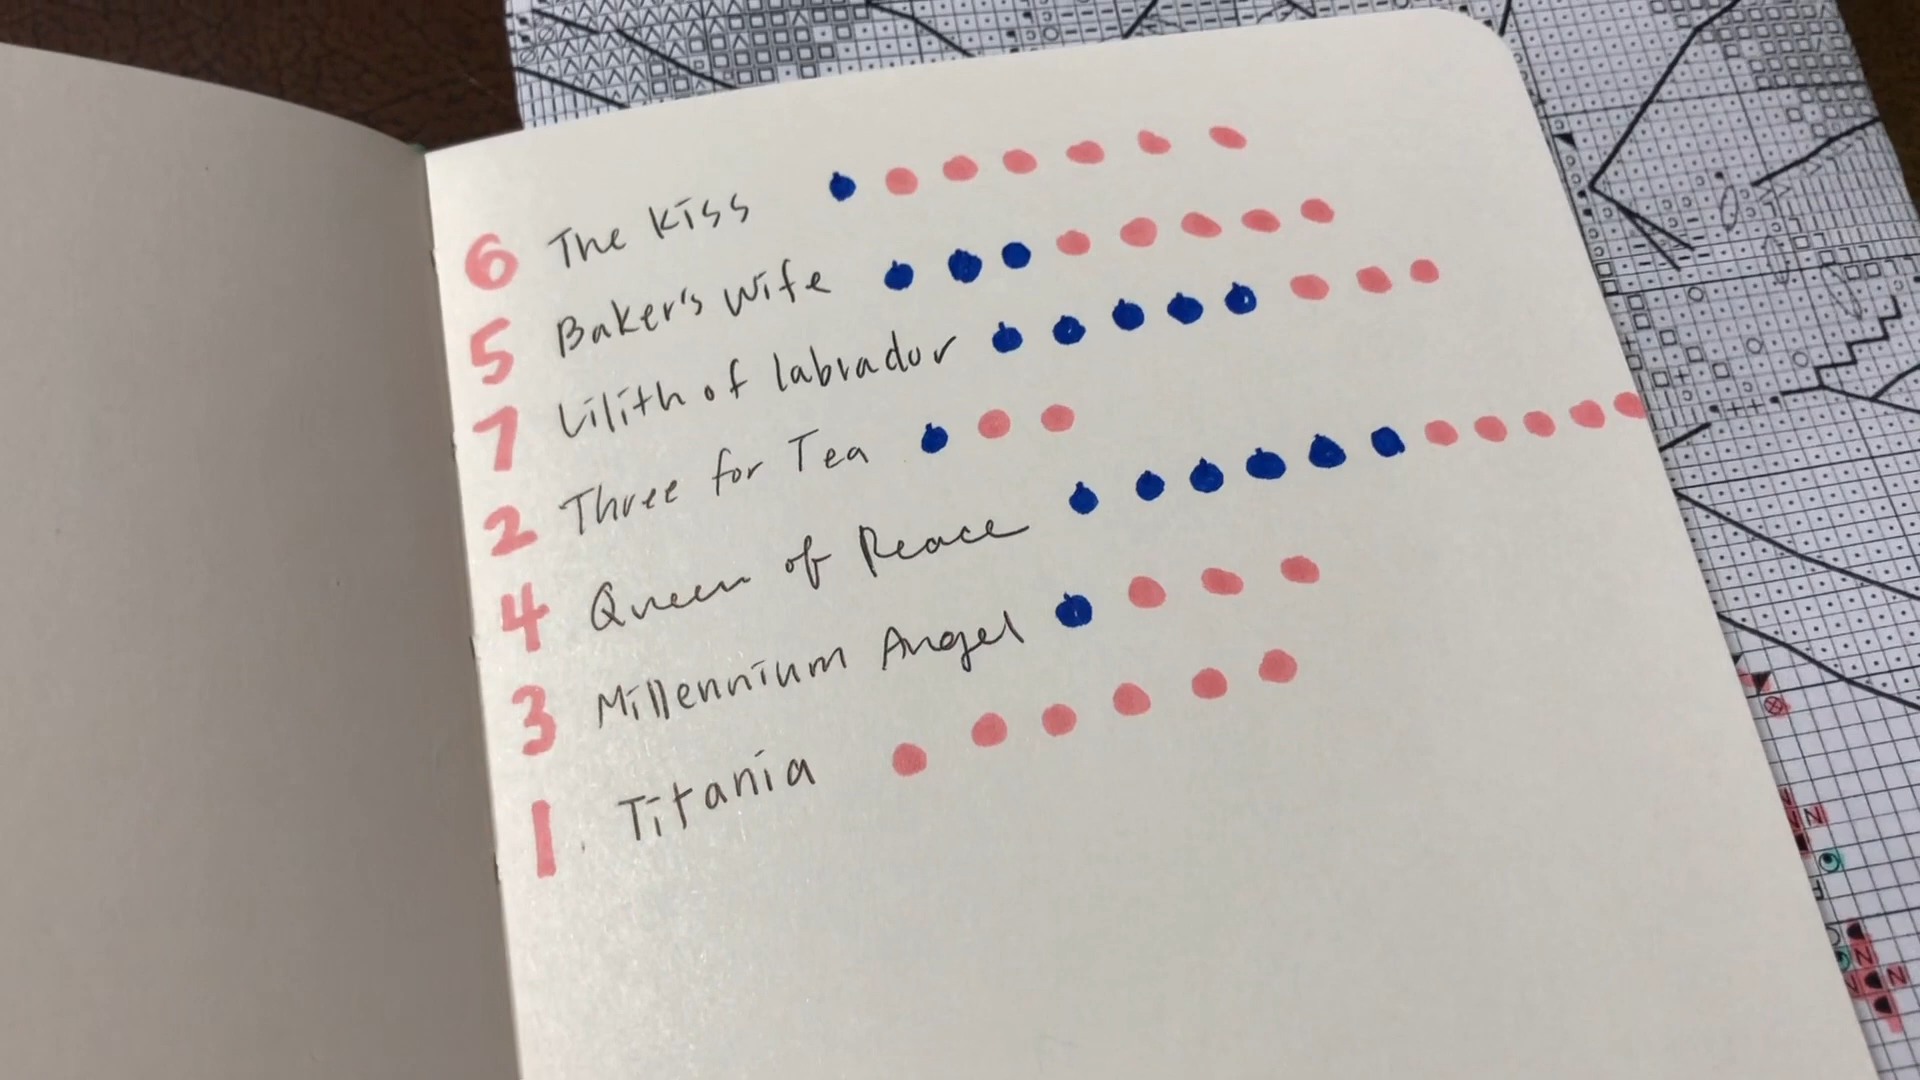 6 The Kiss
5 Baker's Wife
7 Lilith of labrador
2 Three for Tea
4 Queen of Peace
3 Millennium Angel
1. Titania